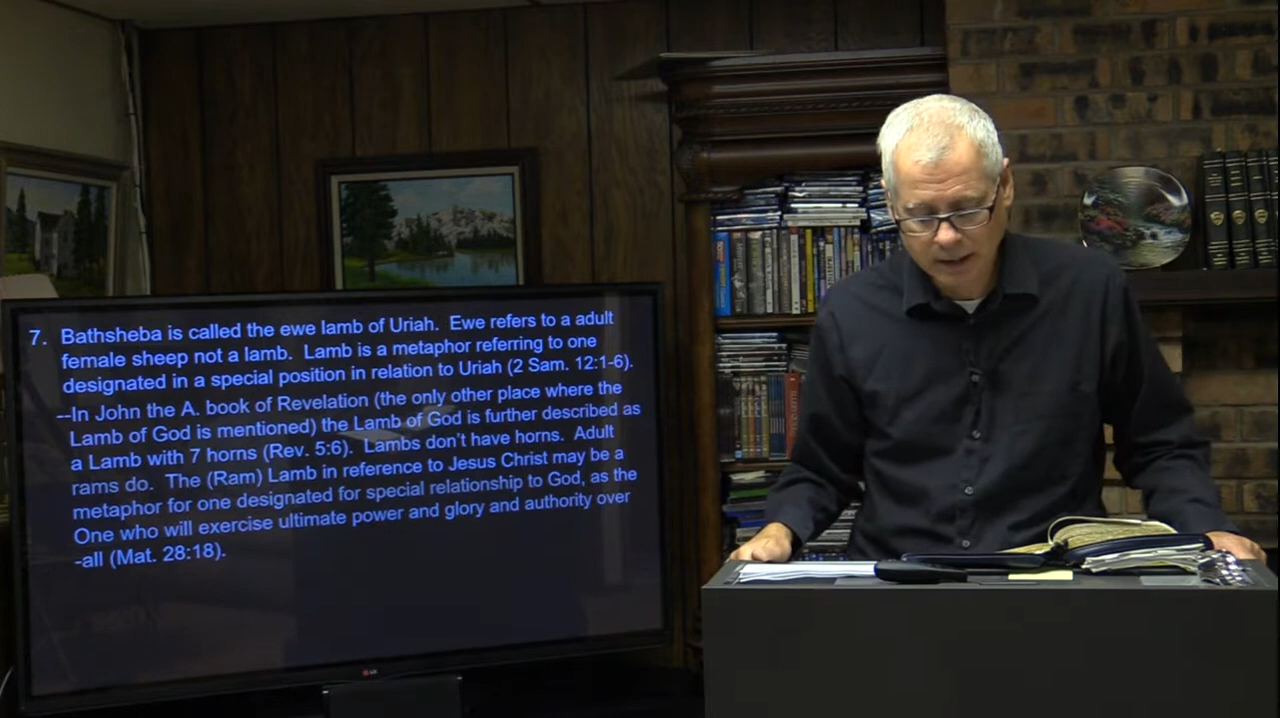 7. Bathsheba is called the ewe lamb of Uriah. Ewe refers to a adult
female sheep not a lamb. Lamb is a metaphor referring to one
designated in a special position in relation to Uriah (2 Sam. 12:1-6).
--In John the A. book of Revelation (the only other place where the
Lamb of God is mentioned) the Lamb of God is further described as
a Lamb with 7 horns (Rev. 5:6). Lambs don't have horns. Adult
rams do. The (Ram) Lamb in reference to Jesus Christ may be a
metaphor for one designated for special relationship to God, as the
One who will exercise ultimate power and glory and authority over
-all (Mat. 28:18).
LG